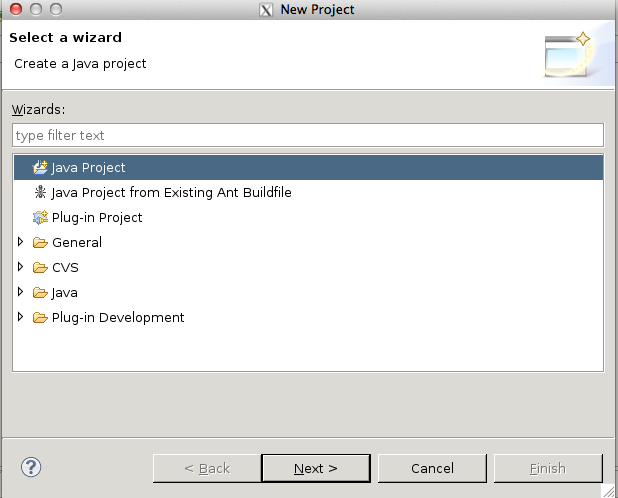 New Project
Select a wizard
Create a Java project
Wizards:
type filter text
Java Project
Java Project from Existing Ant Buildfile
Plug-in Project
General
CVS
Java
Plug-in Development
< Back
Next >
Cancel
Finish